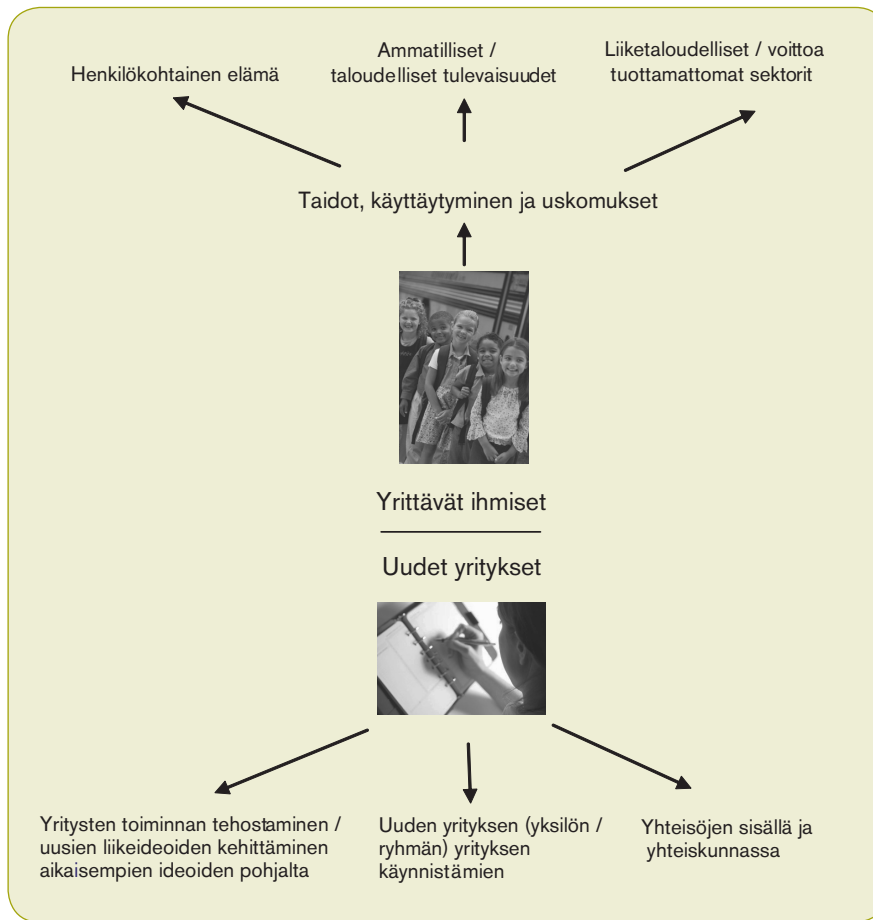 Henkilökohtainen elämä
Ammatilliset /
taloudelliset tulevaisuudet
Liiketaloudelliset / voittoa
tuottamattomat sektorit
Taidot, käyttäytyminen ja uskomukset
Yrittävät ihmiset
Uudet yritykset
Yritysten toiminnan tehostaminen /
uusien liikeideoiden kehittäminen
aikaisempien ideoiden pohjalta
Uuden yrityksen (yksilön /
ryhmän) yrityksen
käynnistämien
Yhteisöjen sisällä ja
yhteiskunnassa